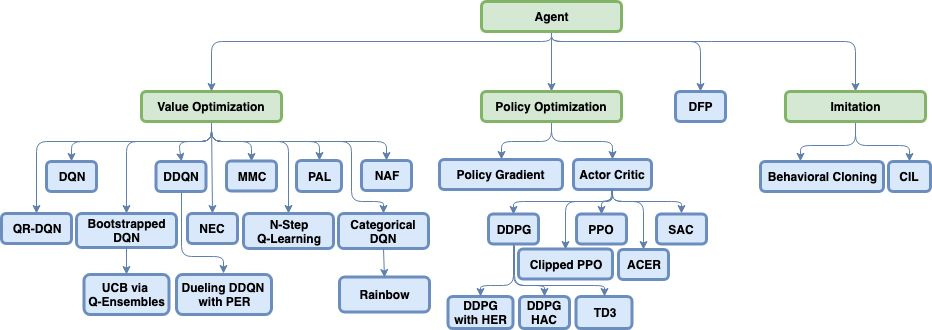 Agent
Value Optimization
Policy Optimization
DFP
Imitation
DQN
DDQN
MMC
PAL
NAF
Policy Gradient
Actor Critic
Behavioral Cloning
CIL
QR-DQN
Bootstrapped
DQN
NEC
N-Step
Q-Learning
Categorical
DQN
DDPG
PPO
SAC
Clipped PPO
ACER
UCB via
Q-Ensembles
Dueling DDQN
with PER
Rainbow
DDPG
with HER
DDPG
HAC
TD3